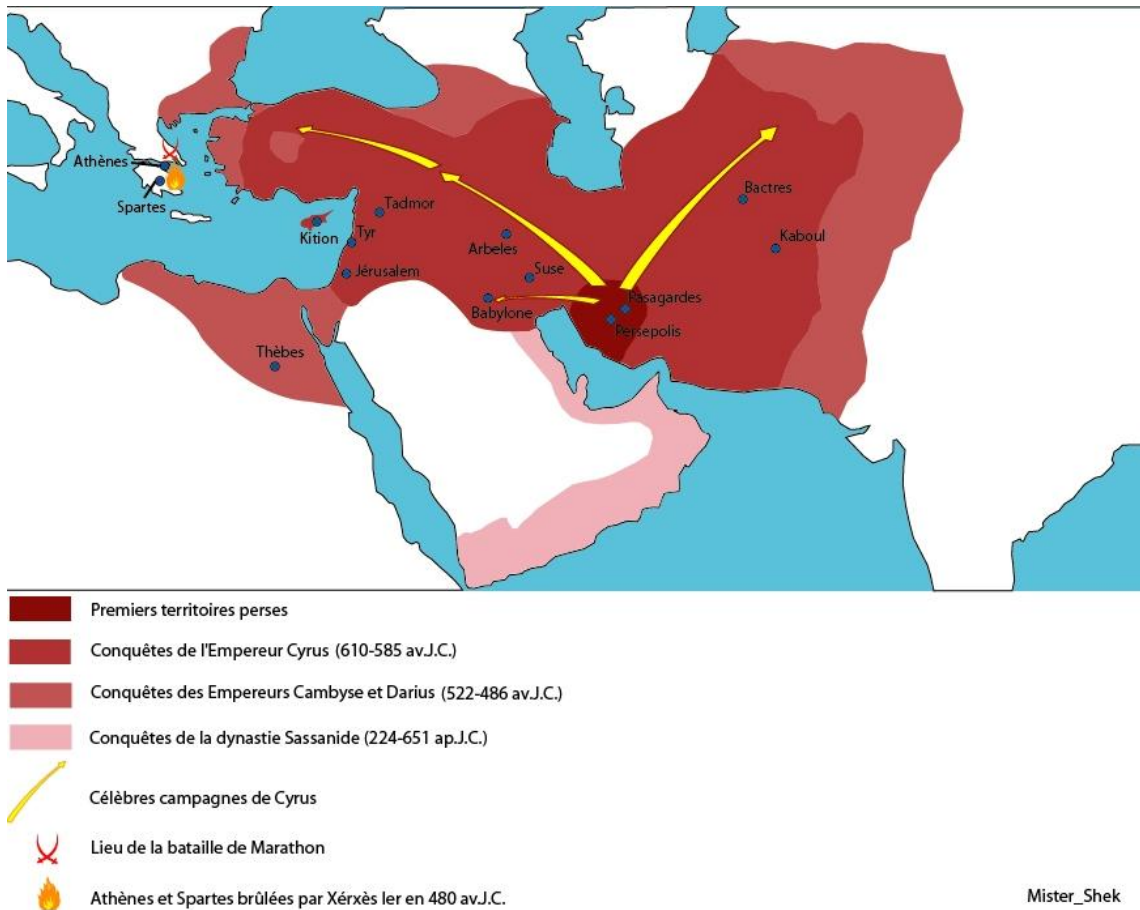 Athènes
Spartes
Kition
Tadmor
Tyr
Jérusalem
Arbeles
Suse
Babylone
Pasagardes
Persepolis
Bactres
Kaboul
Thèbes
Premiers territoires perses
Conquêtes de l'Empereur Cyrus (610-585 av.J.C.)
Conquêtes des Empereurs Cambyse et Darius (522-486 av.J.C.)
Conquêtes de la dynastie Sassanide (224-651 ap.J.C.)
Célèbres campagnes de Cyrus
Lieu de la bataille de Marathon
Athènes et Spartes brûlées par Xérxès Ier en 480 av.J.C.
Mister_Shek